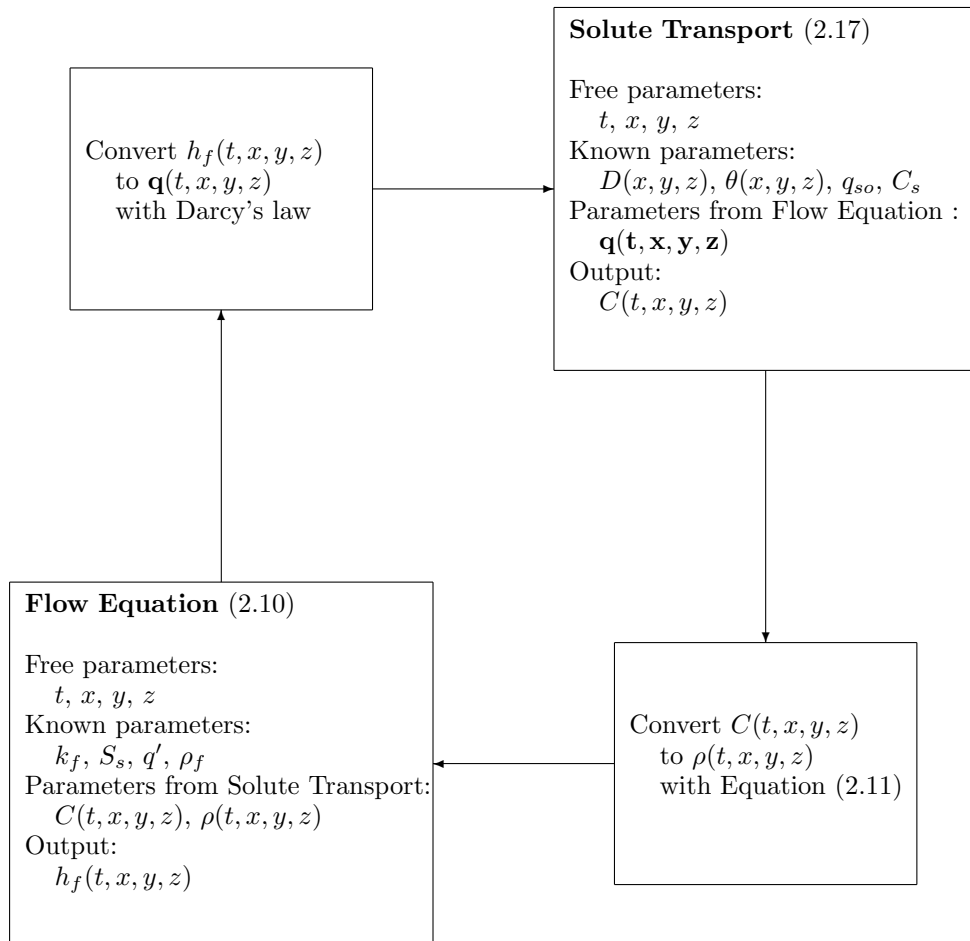 Convert h_f(t, x, y, z)
to q(t, x, y, z)
with Darcy's law
Solute Transport (2.17)
Free parameters:
t, x, y, z
Known parameters:
D(x, y, z), θ(x, y, z), q_{so}, C_s
Parameters from Flow Equation :
q(t, x, y, z)
Output:
C(t, x, y, z)
Flow Equation (2.10)
Free parameters:
t, x, y, z
Known parameters:
k_f, S_s, q′, ρ_f
Parameters from Solute Transport:
C(t, x, y, z), ρ(t, x, y, z)
Output:
h_f(t, x, y, z)
Convert C(t, x, y, z)
to ρ(t, x, y, z)
with Equation (2.11)